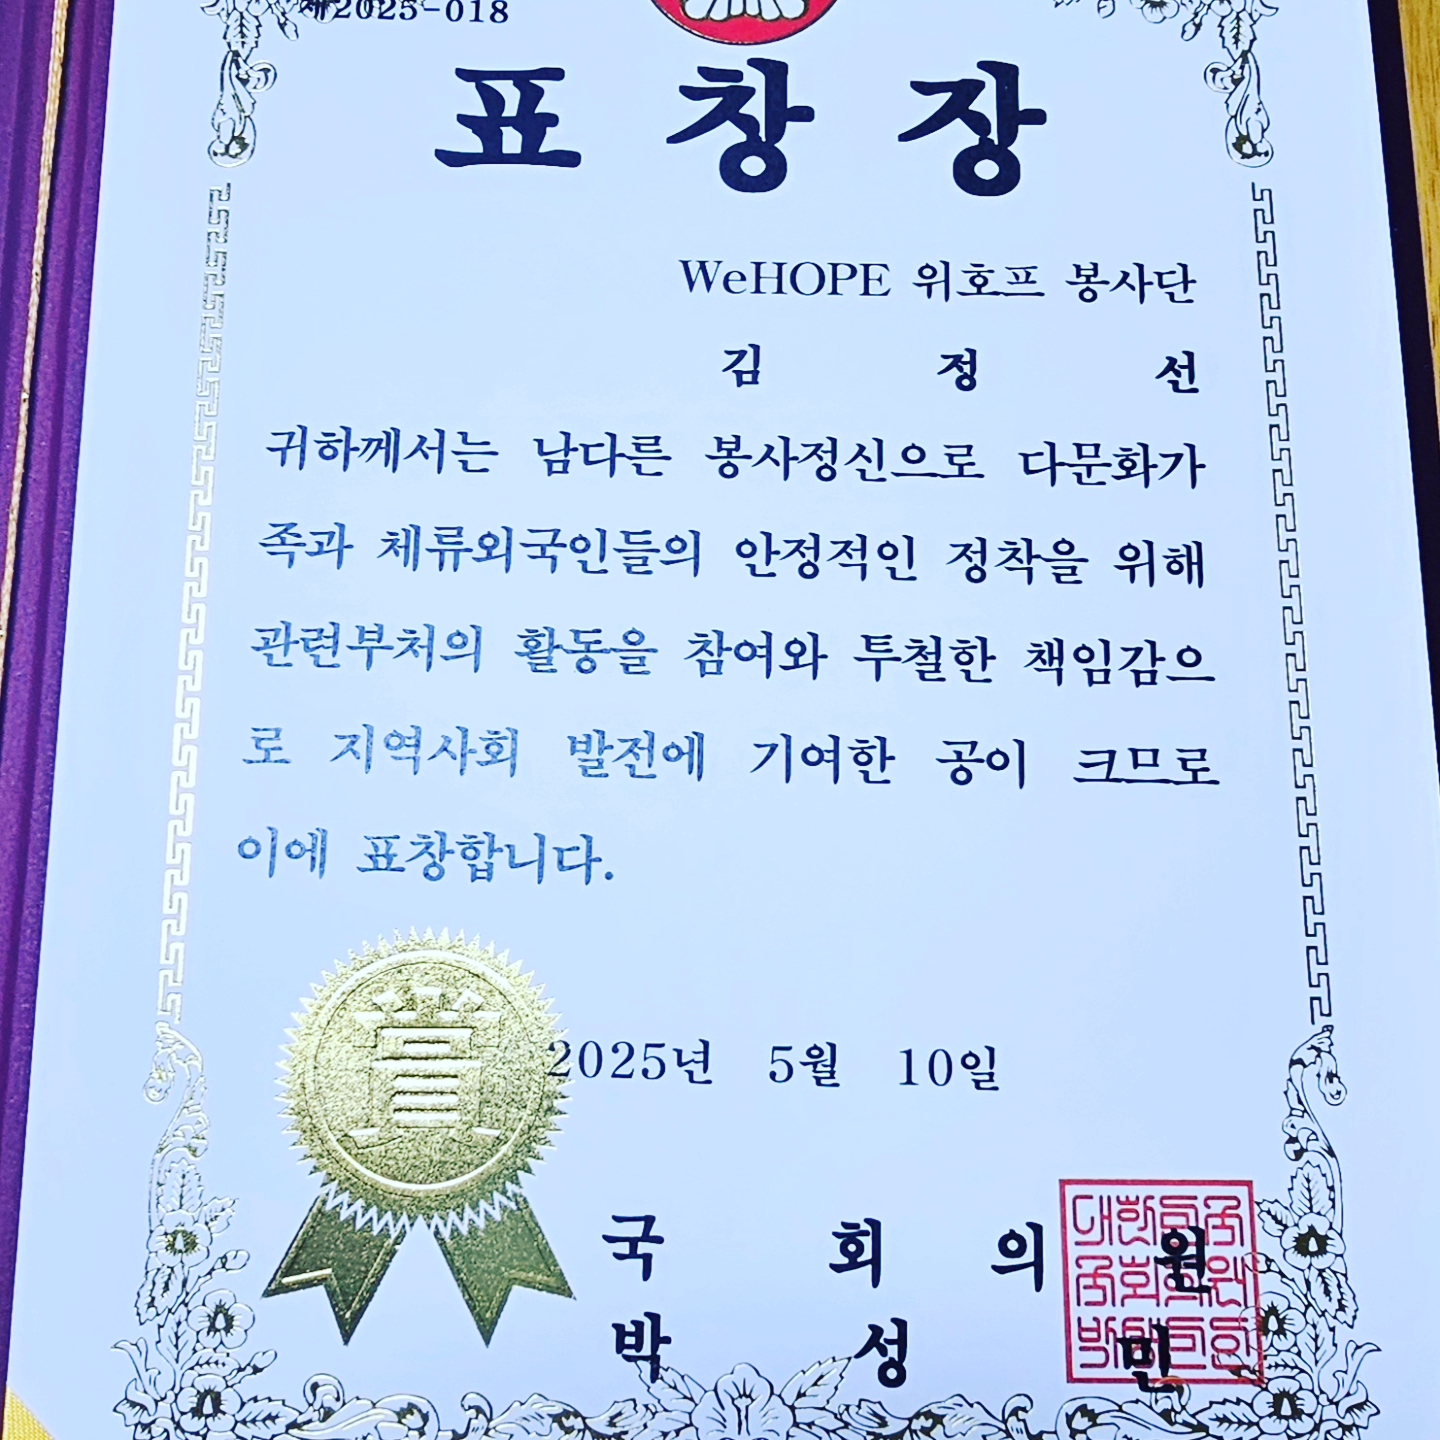 제2025-018
표 창 장
WeHOPE 위호프 봉사단
김 정 선
귀하께서는 남다른 봉사정신으로 다문화가
족과 체류외국인들의 안정적인 정착을 위해
관련부처의 활동을 참여와 투철한 책임감으
로 지역사회 발전에 기여한 공이 크므로
이에 표창합니다.
賞
2025년 5월 10일
국 회 의 원
박 성 민